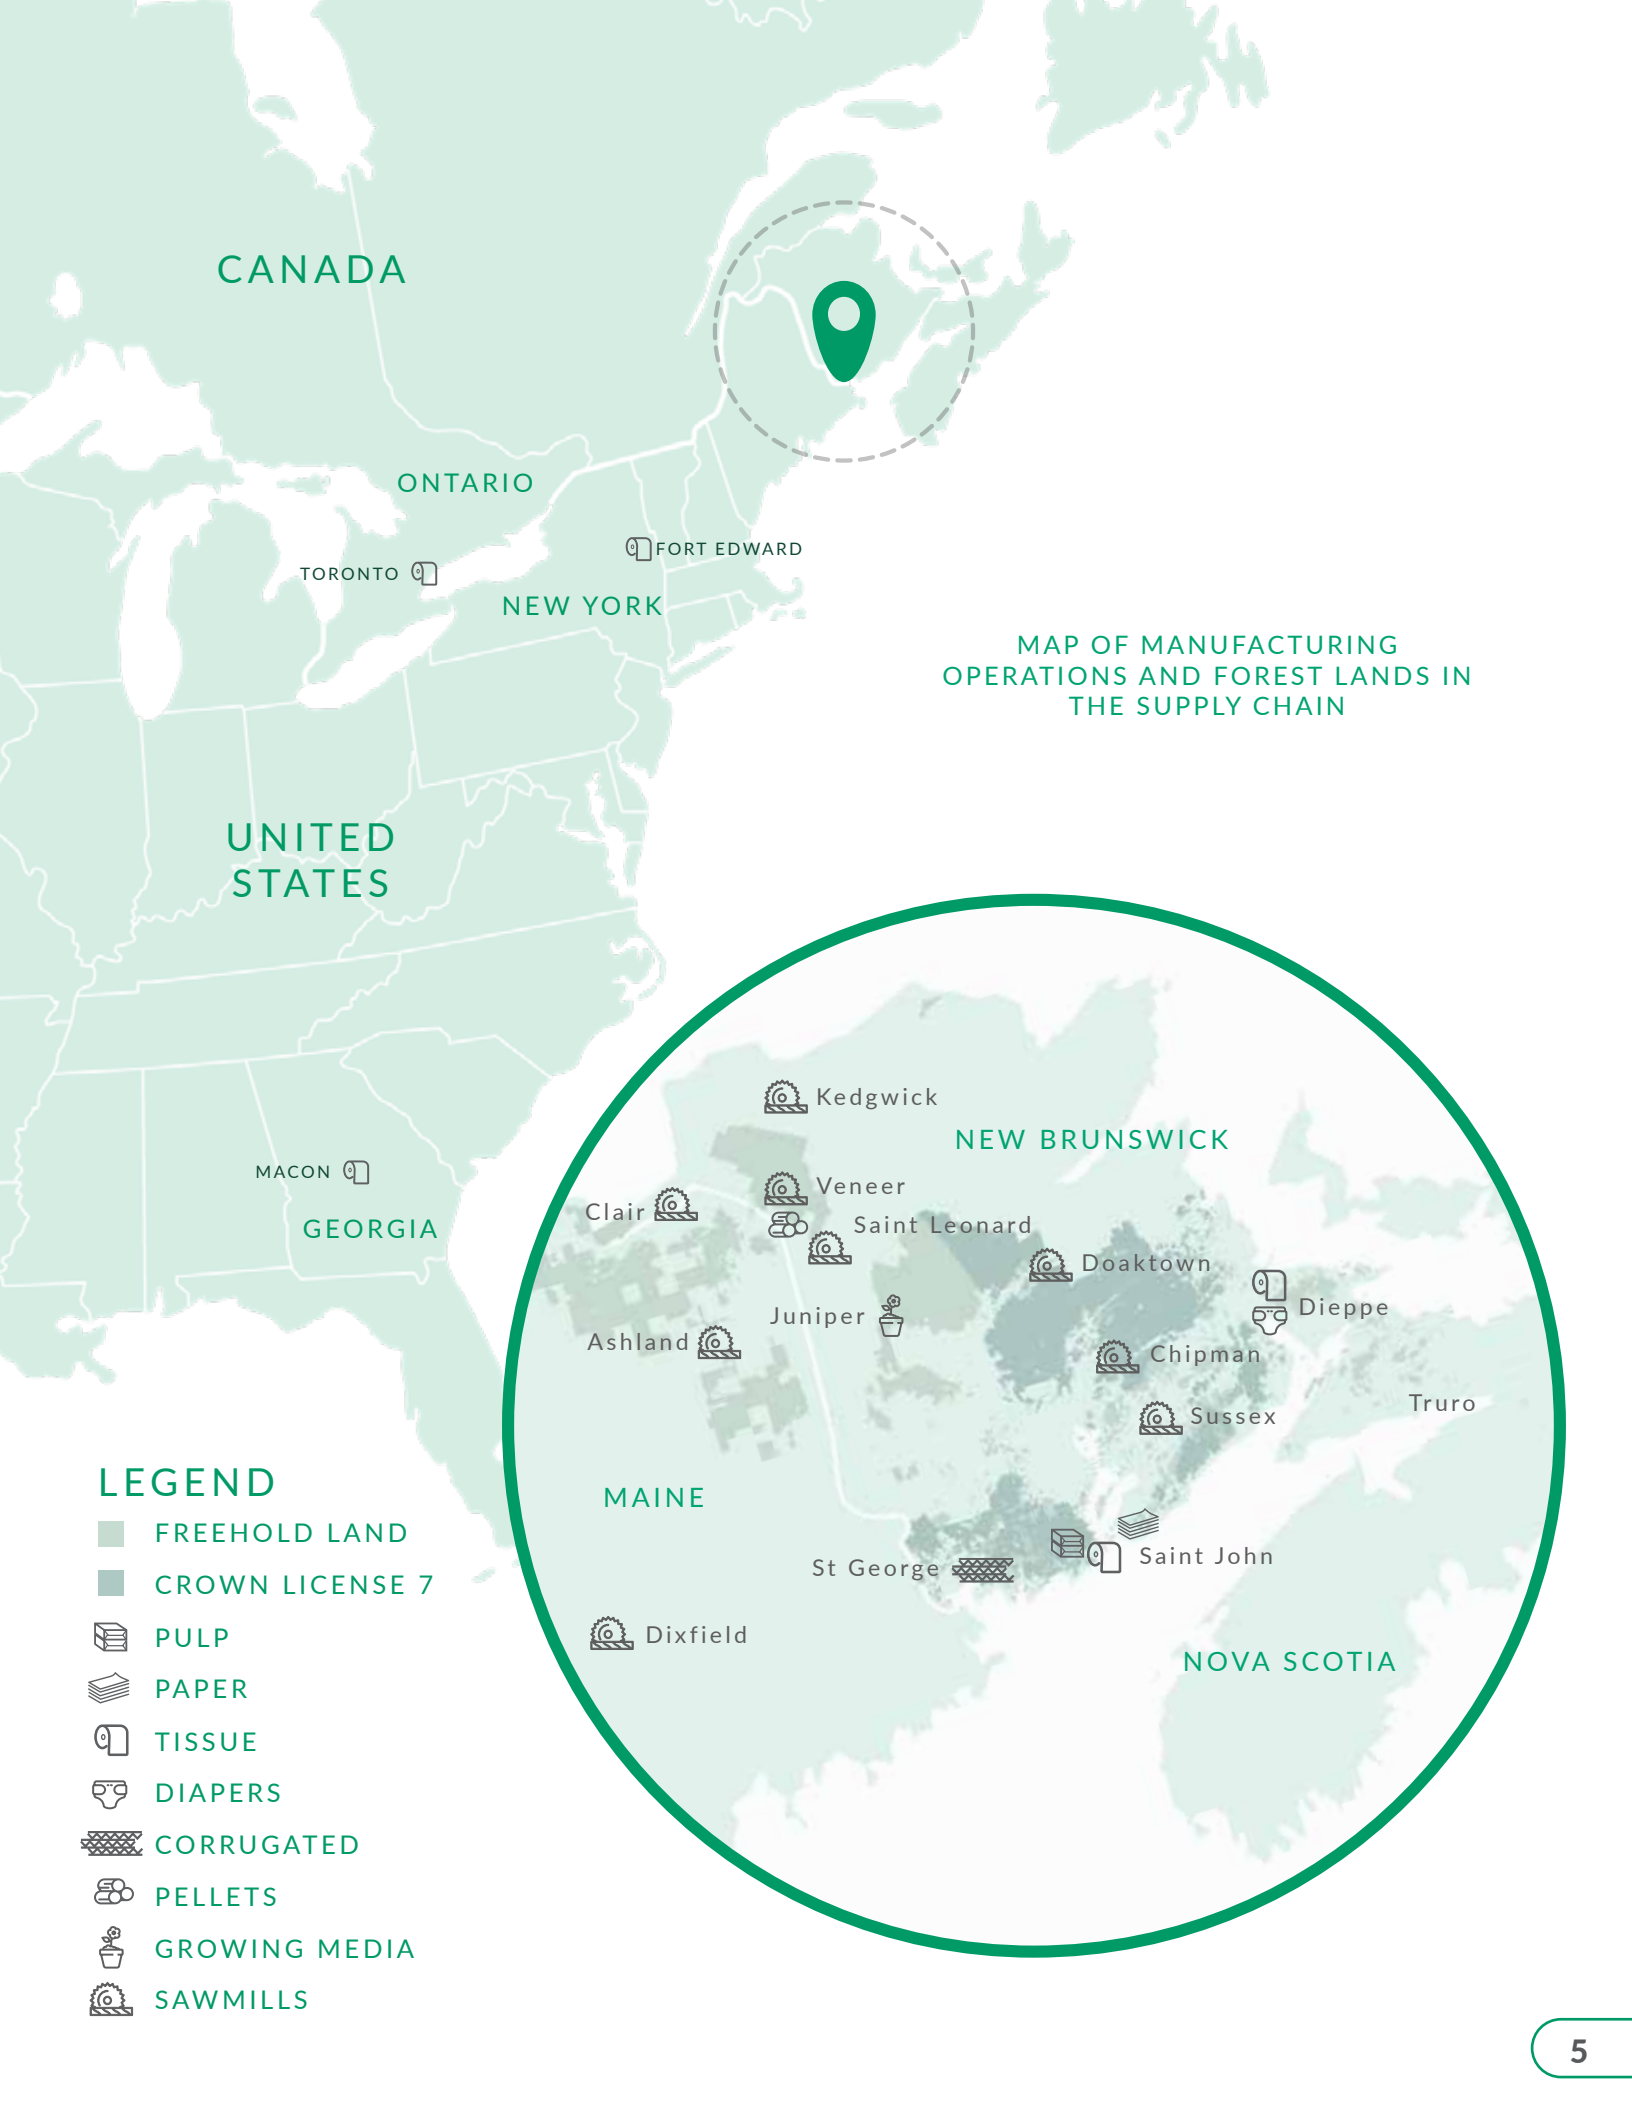 CANADA
ONTARIO
FORT EDWARD
TORONTO
NEW YORK
MAP OF MANUFACTURING
OPERATIONS AND FOREST LANDS IN
THE SUPPLY CHAIN
UNITED
STATES
MACON
GEORGIA
Kedgwick
NEW BRUNSWICK
Veneer
Clair
Saint Leonard
Doaktown
Dieppe
Juniper
Ashland
Chipman
Truro
Sussex
MAINE
Saint John
St George
Dixfield
NOVA SCOTIA
LEGEND
FREEHOLD LAND
CROWN LICENSE 7
PULP
PAPER
TISSUE
DIAPERS
CORRUGATED
PELLETS
GROWING MEDIA
SAWMILLS
5